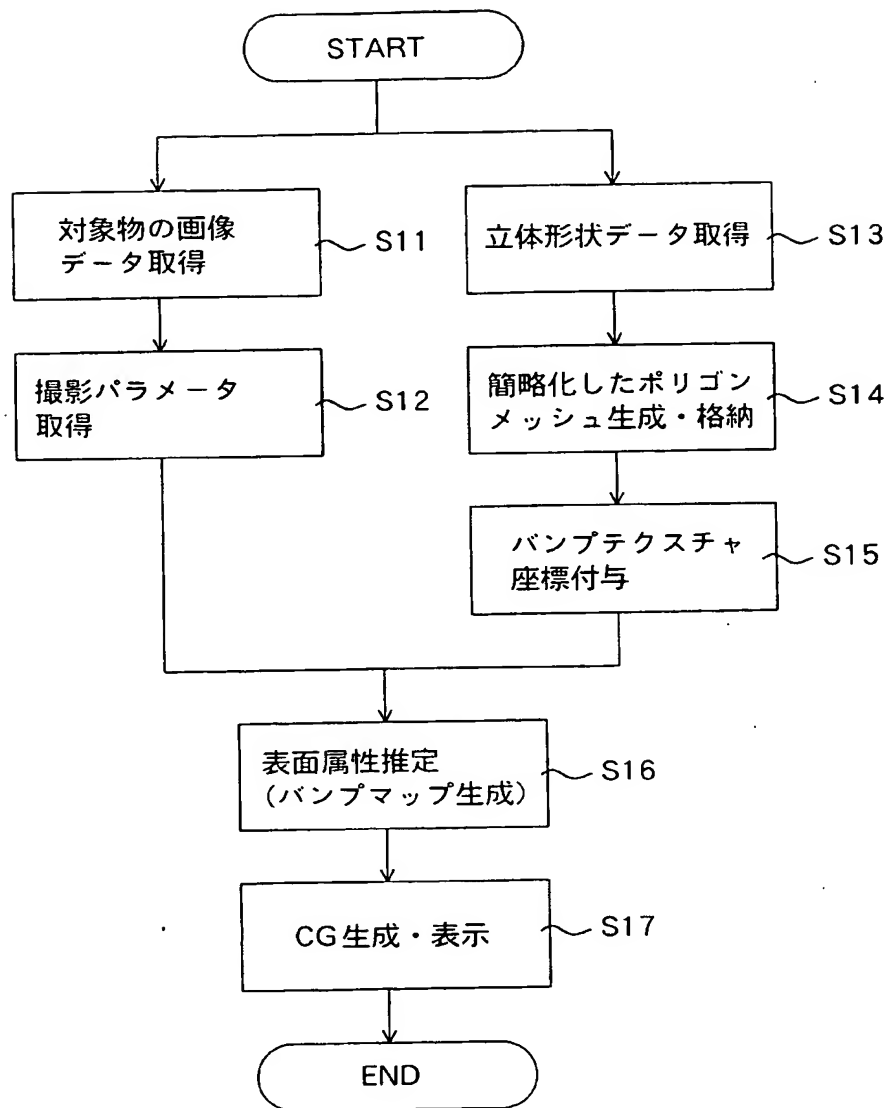 START
対象物の画像
データ取得
S11
立体形状データ取得
S13
撮影パラメータ
取得
S12
簡略化したポリゴン
メッシュ生成・格納
S14
バンプテクスチャ
座標付与
S15
表面属性推定
(バンプマップ生成)
S16
CG生成・表示
S17
END